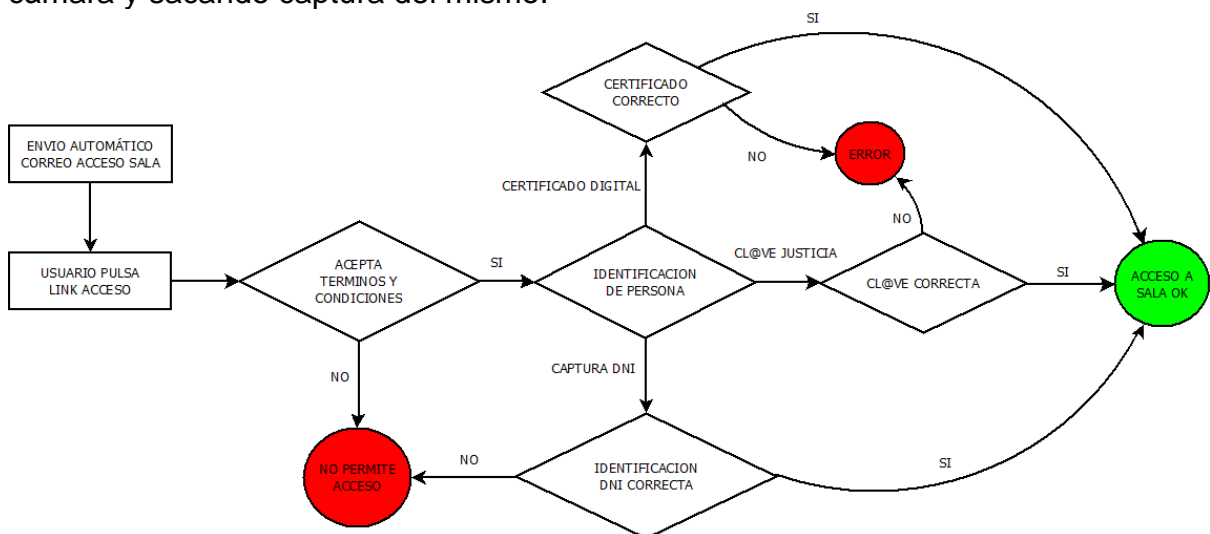 cámara y sacando captura del mismo.
SI
CERTIFICADO
CORRECTO
ENVIO AUTOMÁTICO
CORREO ACCESO SALA
NO
ERROR
CERTIFICADO DIGITAL
NO
USUARIO PULSA
LINK ACCESO
ACEPTA
TERMINOS Y
CONDICIONES
SI
IDENTIFICACION
DE PERSONA
CL@VE JUSTICIA
CL@VE CORRECTA
SI
ACCESO A
SALA OK
NO
CAPTURA DNI
NO PERMITE
ACCESO
NO
IDENTIFICACION
DNI CORRECTA
SI